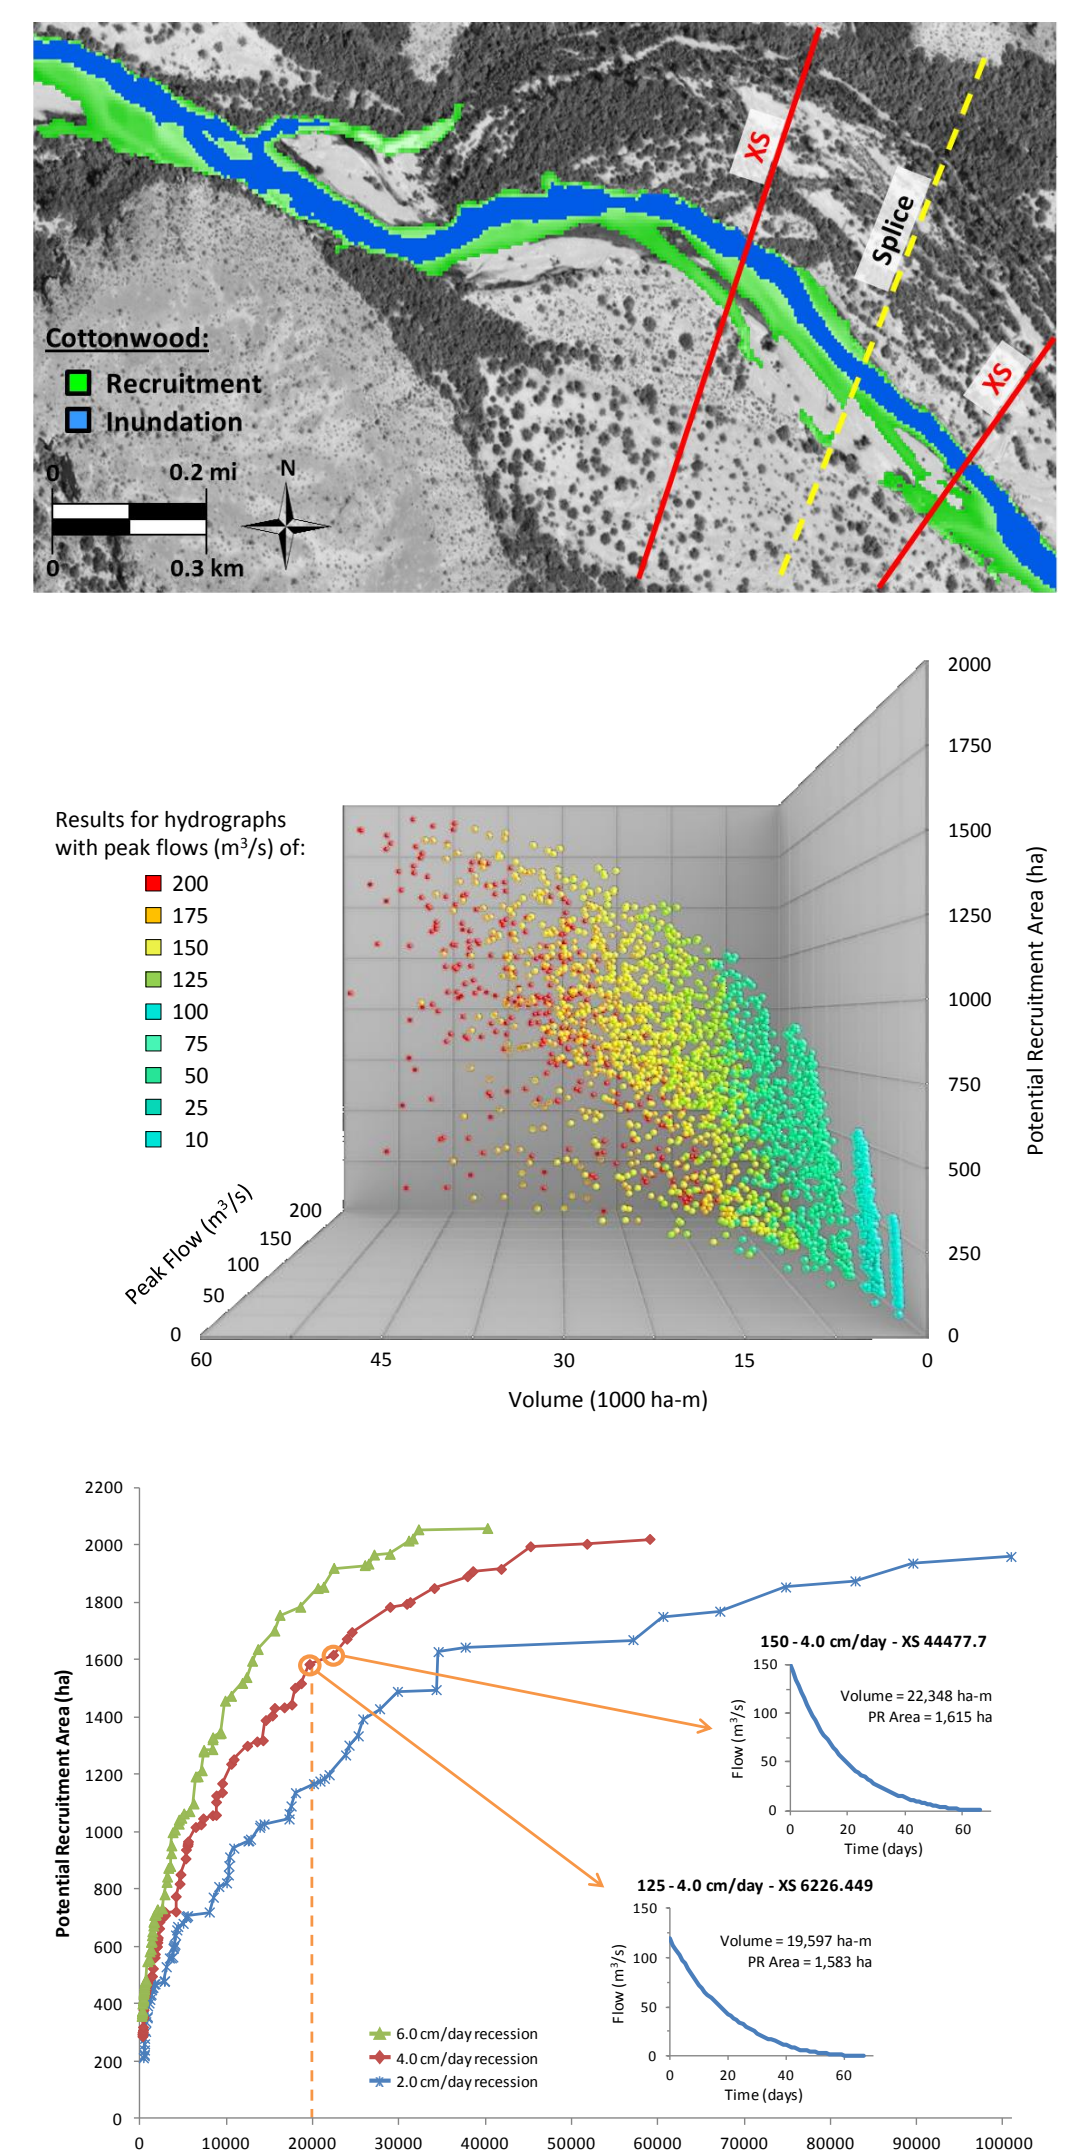 XS
Splice
XS
Cottonwood:
Recruitment
Inundation
0 0.2 mi N
0 0.3 km
2000
1750
1500
1250
1000
750
500
250
0
Potential Recruitment Area (ha)
Results for hydrographs
with peak flows (m³/s) of:
200
175
150
125
100
75
50
25
10
Peak Flow (m³/s)
200
150
100
50
0
60 45 30 15 0
Volume (1000 ha-m)
2200
2000
1800
1600
1400
1200
1000
800
600
400
200
0
Potential Recruitment Area (ha)
150 - 4.0 cm/day - XS 44477.7
150
100
50
0
Flow (m³/s)
Volume = 22,348 ha-m
PR Area = 1,615 ha
0 20 40 60
Time (days)
125 - 4.0 cm/day - XS 6226.449
150
100
50
0
Flow (m³/s)
Volume = 19,597 ha-m
PR Area = 1,583 ha
0 20 40 60
Time (days)
6.0 cm/day recession
4.0 cm/day recession
2.0 cm/day recession
0 10000 20000 30000 40000 50000 60000 70000 80000 90000 100000